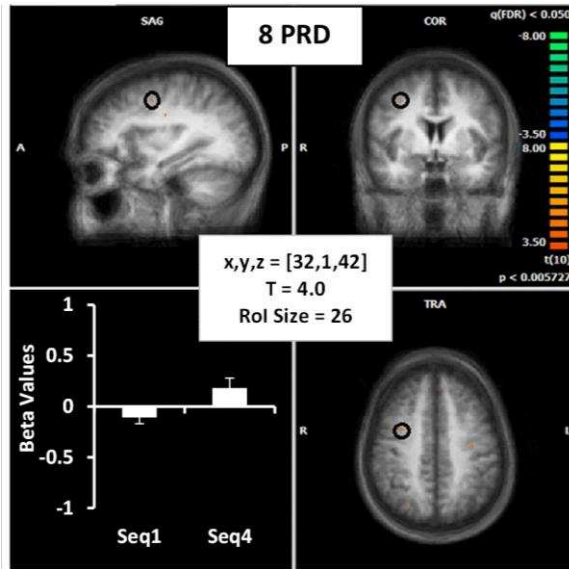 SAG
8 PRD
COR
q(FDR) < 0.050
-8.00
A
P
R
-3.50
8.00
3.50
t(10)
p < 0.005727
x,y,z = [32,1,42]
T = 4.0
RoI Size = 26
TRA
R
L
Beta Values
1
0.5
0
-0.5
-1
Seq1
Seq4